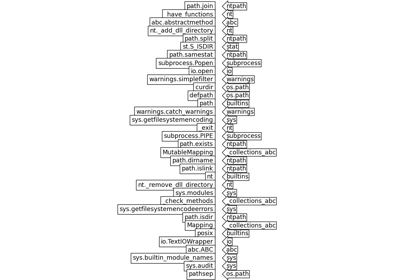 path.join ntpath
have_functions nt
abc.abstractmethod abc
nt._add_dll_directory nt
path.split ntpath
st.S_ISDIR stat
path.samestat ntpath
subprocess.Popen subprocess
io.open io
warnings.simplefilter warnings
curdir os.path
defpath os.path
path builtins
warnings.catch_warnings warnings
sys.getfilesystemencoding sys
_exit nt
subprocess.PIPE subprocess
path.exists ntpath
MutableMapping _collections_abc
path.dirname ntpath
path.islink ntpath
nt builtins
nt._remove_dll_directory nt
sys.modules sys
_check_methods _collections_abc
sys.getfilesystemencodeerrors sys
path.isdir ntpath
Mapping _collections_abc
posix builtins
io.TextIOWrapper io
abc.ABC abc
sys.builtin_module_names sys
sys.audit sys
pathsep os.path